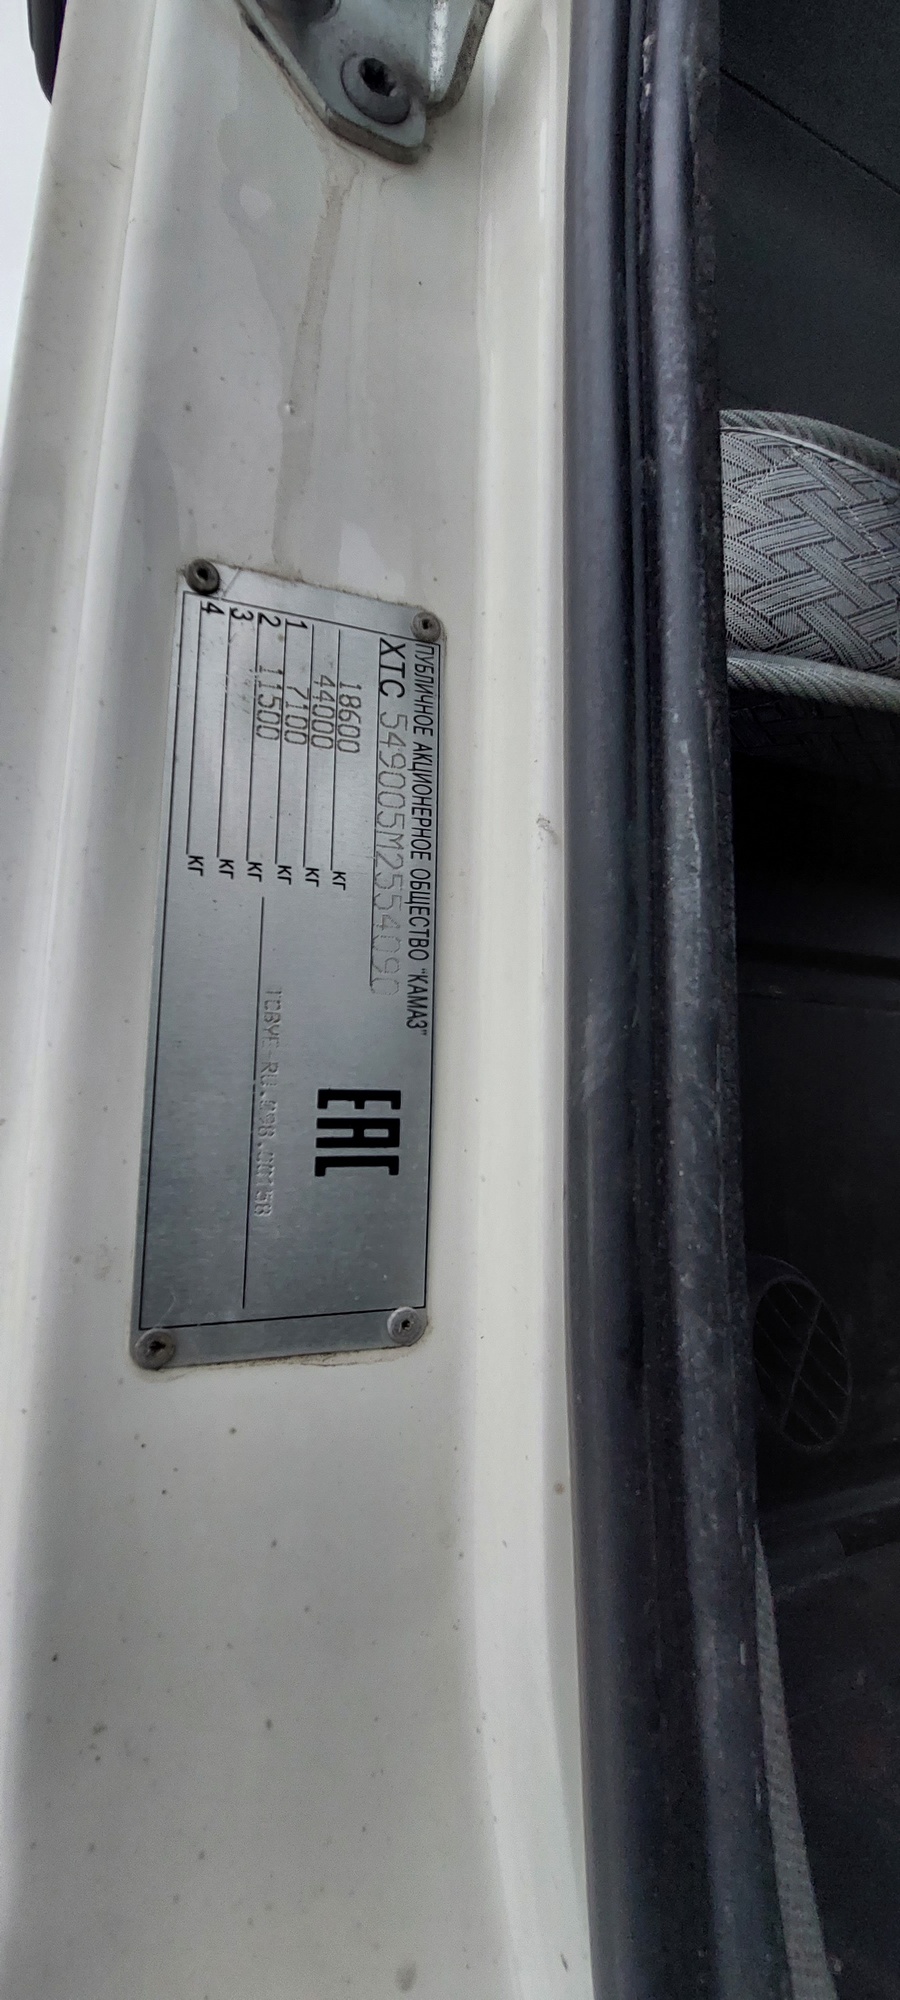 ПУБЛИЧНОЕ АКЦИОНЕРНОЕ ОБЩЕСТВО "КАМАЗ"
XTC 549005M2554090
18600 кг
44000 кг
1 7100 кг
2 11500 кг
3 кг
4 кг
EAC